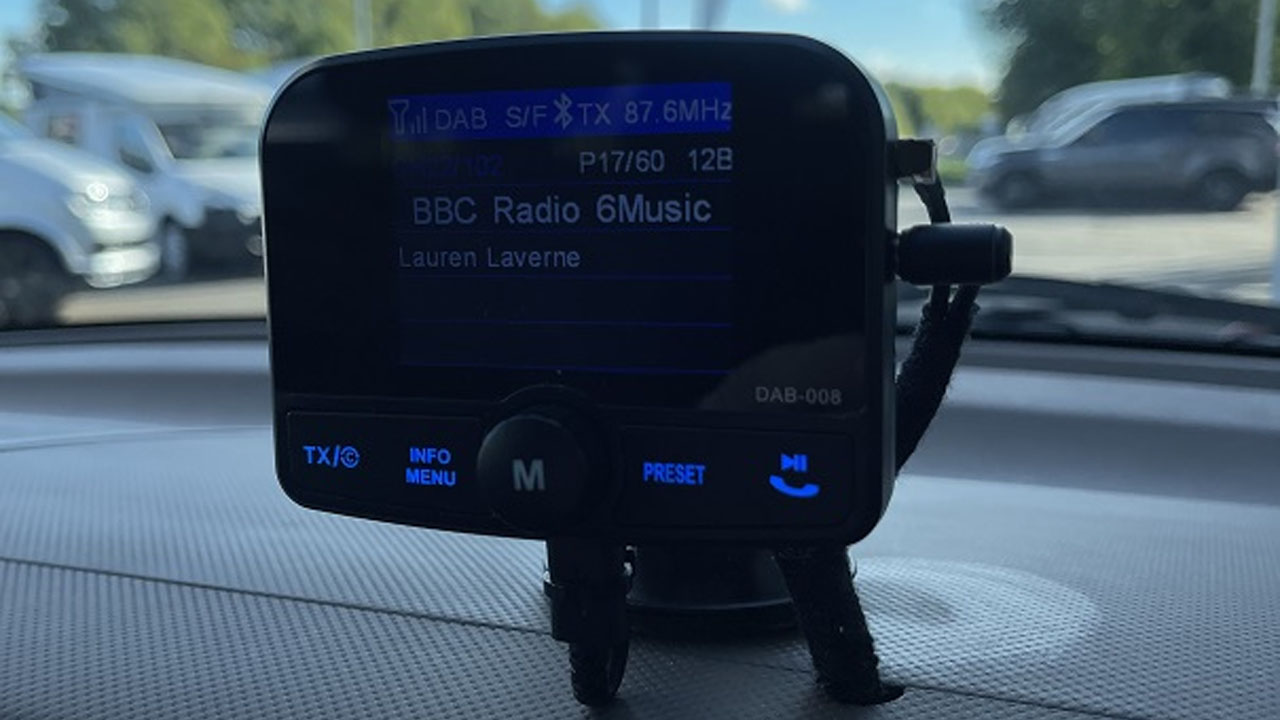 DAB S/F TX 87.6MHz
P17/60 12B
BBC Radio 6Music
Lauren Laverne
DAB-008
TX/C
INFO
MENU
M
PRESET